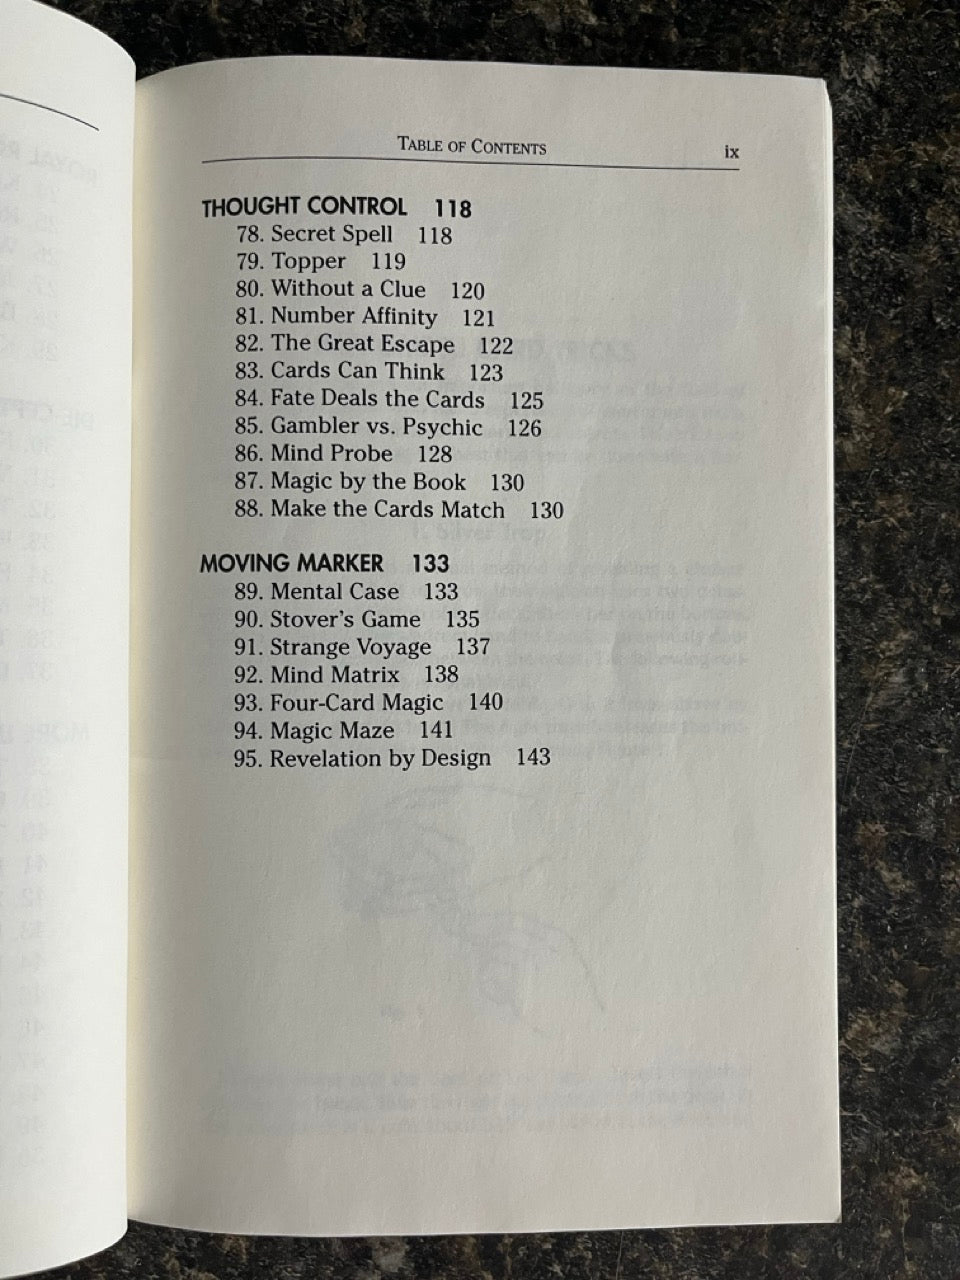 TABLE OF CONTENTS ix
THOUGHT CONTROL 118
78. Secret Spell 118
79. Topper 119
80. Without a Clue 120
81. Number Affinity 121
82. The Great Escape 122
83. Cards Can Think 123
84. Fate Deals the Cards 125
85. Gambler vs. Psychic 126
86. Mind Probe 128
87. Magic by the Book 130
88. Make the Cards Match 130
MOVING MARKER 133
89. Mental Case 133
90. Stover's Game 135
91. Strange Voyage 137
92. Mind Matrix 138
93. Four-Card Magic 140
94. Magic Maze 141
95. Revelation by Design 143